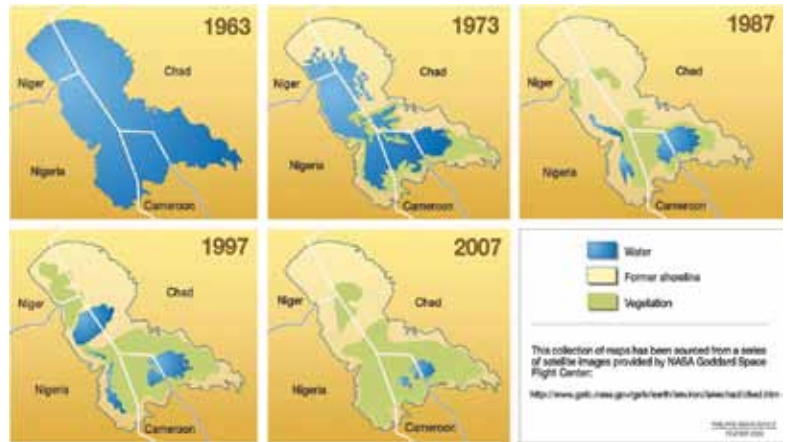 1963
Niger
Chad
Nigeria
Cameroon
1973
Niger
Chad
Nigeria
Cameroon
1987
Niger
Chad
Nigeria
Cameroon
1997
Niger
Chad
Nigeria
Cameroon
2007
Niger
Chad
Nigeria
Cameroon
Water
Former shoreline
Vegetation
This collection of maps has been sourced from a series
of satellite images provided by NASA Goddard Space
Flight Center: